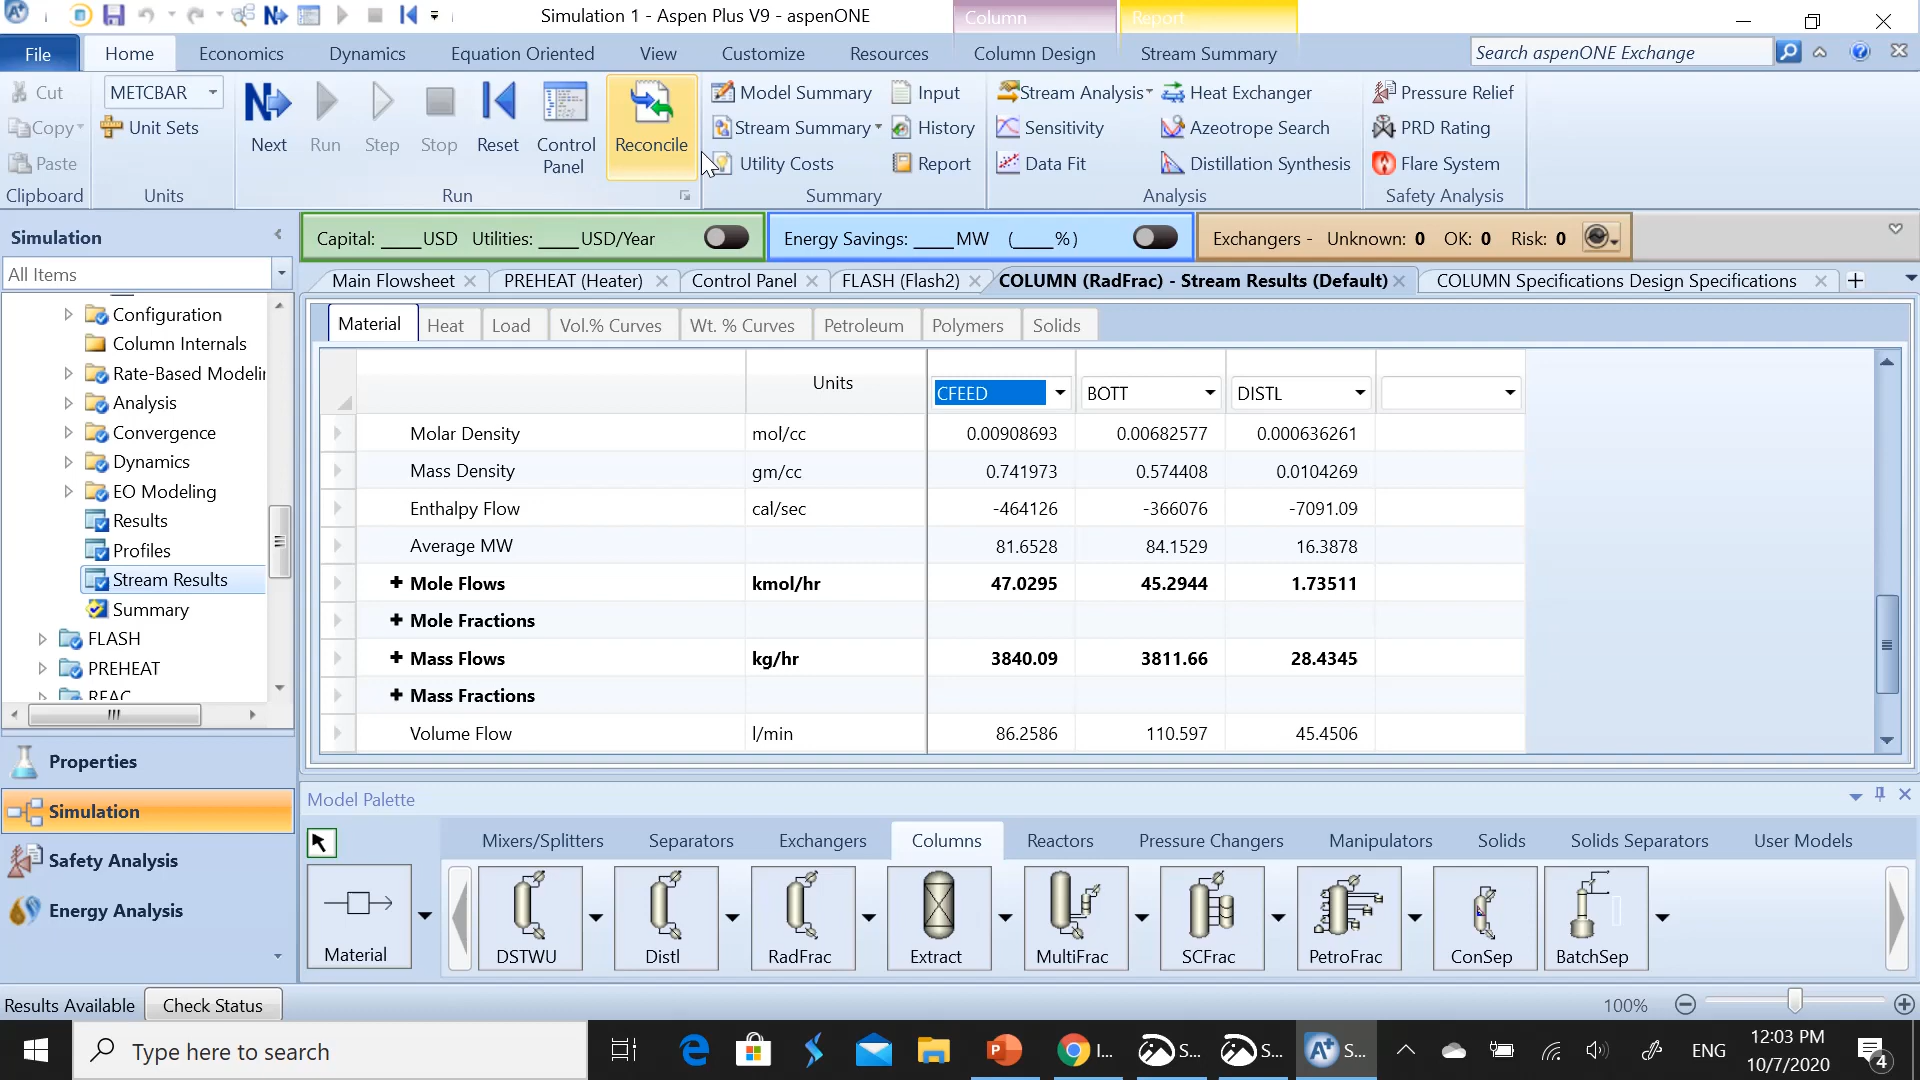 Simulation 1 - Aspen Plus V9 - aspenONE
Column
Report
File
Home
Economics
Dynamics
Equation Oriented
View
Customize
Resources
Column Design
Stream Summary
Search aspenONE Exchange
Cut
Copy
Paste
Clipboard
METCBAR
Unit Sets
Units
Next
Run
Step
Stop
Reset
Control
Panel
Reconcile
Run
Model Summary
Stream Summary
Utility Costs
Input
History
Report
Summary
Stream Analysis
Sensitivity
Data Fit
Heat Exchanger
Azeotrope Search
Distillation Synthesis
Analysis
Pressure Relief
PRD Rating
Flare System
Safety Analysis
Simulation
All Items
Capital: ____USD Utilities: ____USD/Year
Energy Savings: ____MW (____%)
Exchangers - Unknown: 0 OK: 0 Risk: 0
Main Flowsheet
PREHEAT (Heater)
Control Panel
FLASH (Flash2)
COLUMN (RadFrac) - Stream Results (Default)
COLUMN Specifications Design Specifications
Configuration
Column Internals
Rate-Based Modelin
Analysis
Convergence
Dynamics
EO Modeling
Results
Profiles
Stream Results
Summary
FLASH
PREHEAT
REAC
Properties
Simulation
Safety Analysis
Energy Analysis
Material
Heat
Load
Vol.% Curves
Wt. % Curves
Petroleum
Polymers
Solids
Units CFEED BOTT DISTL
Molar Density mol/cc 0.00908693 0.00682577 0.000636261
Mass Density gm/cc 0.741973 0.574408 0.0104269
Enthalpy Flow cal/sec -464126 -366076 -7091.09
Average MW 81.6528 84.1529 16.3878
+ Mole Flows kmol/hr 47.0295 45.2944 1.73511
+ Mole Fractions
+ Mass Flows kg/hr 3840.09 3811.66 28.4345
+ Mass Fractions
Volume Flow l/min 86.2586 110.597 45.4506
Model Palette
Mixers/Splitters
Separators
Exchangers
Columns
Reactors
Pressure Changers
Manipulators
Solids
Solids Separators
User Models
Material
DSTWU
Distl
RadFrac
Extract
MultiFrac
SCFrac
PetroFrac
ConSep
BatchSep
Results Available
Check Status
100%
Type here to search
I...
S...
S...
S...
ENG
12:03 PM
10/7/2020
4